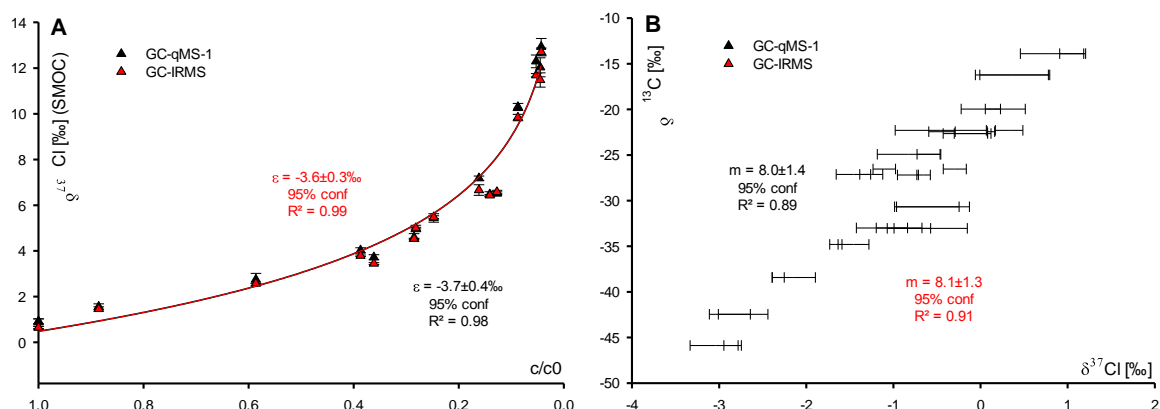 A
GC-qMS-1
GC-IRMS
δ 37 Cl [‰] (SMOC)
14
12
10
8
6
4
2
0
ε = -3.6±0.3‰
95% conf
R² = 0.99
ε = -3.7±0.4‰
95% conf
R² = 0.98
c/c0
1.0
0.8
0.6
0.4
0.2
0.0
B
GC-qMS-1
GC-IRMS
δ 13C [‰]
-10
-15
-20
-25
-30
-35
-40
-45
-50
m = 8.0±1.4
95% conf
R² = 0.89
m = 8.1±1.3
95% conf
R² = 0.91
δ37Cl [‰]
-4
-3
-2
-1
0
1
2